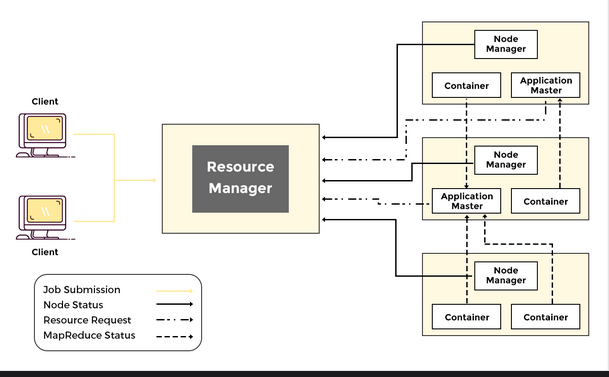 Client
Client
Resource
Manager
Node
Manager
Container
Application
Master
Node
Manager
Application
Master
Container
Node
Manager
Container
Container
Job Submission
Node Status
Resource Request
MapReduce Status